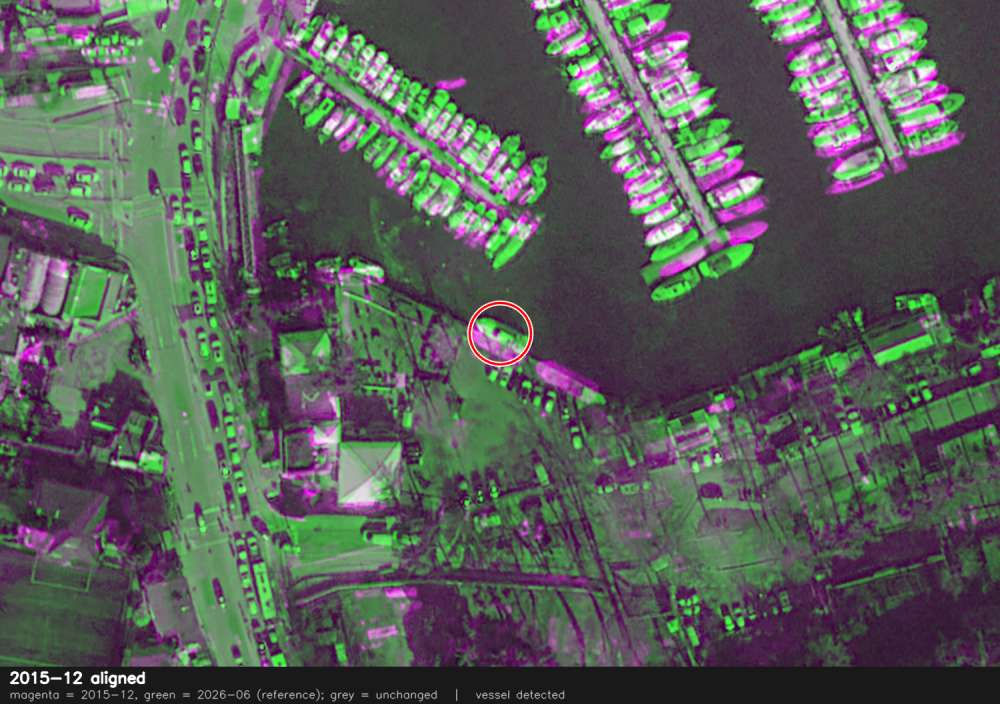 2015-12 aligned
magenta = 2015-12, green = 2026-06 (reference); grey = unchanged | vessel detected